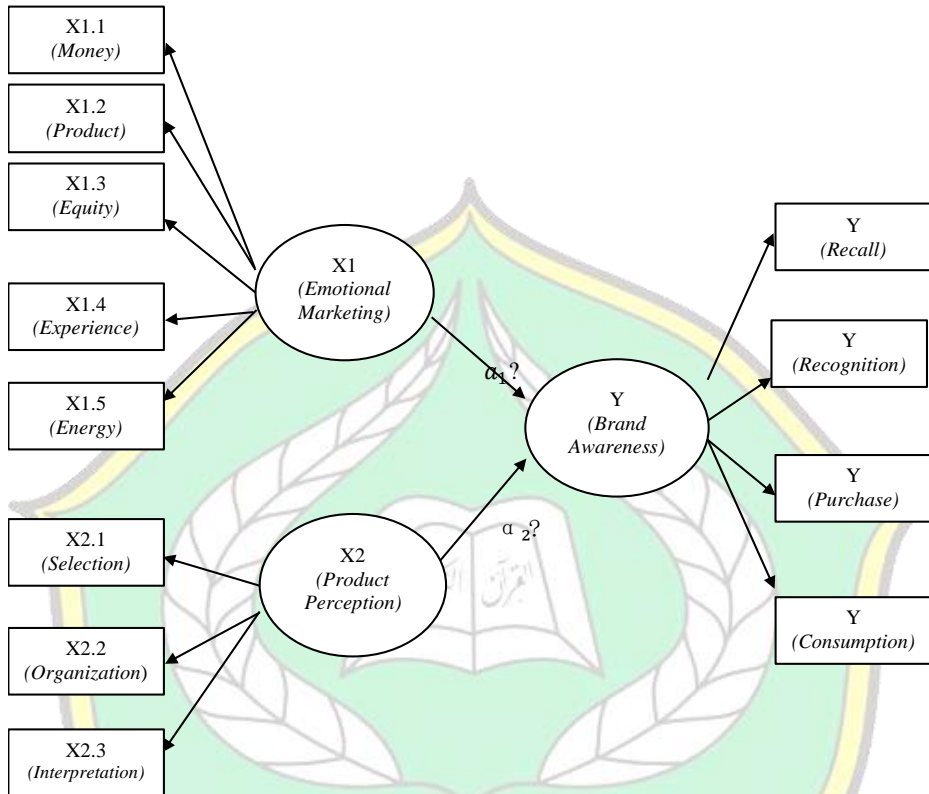 X1.1
(Money)
X1.2
(Product)
X1.3
(Equity)
X1.4
(Experience)
X1.5
(Energy)
X1
(Emotional
Marketing)
α₁?
X2.1
(Selection)
X2.2
(Organization)
X2.3
(Interpretation)
X2
(Product
Perception)
α ₂?
Y
(Brand
Awareness)
Y
(Recall)
Y
(Recognition)
Y
(Purchase)
Y
(Consumption)